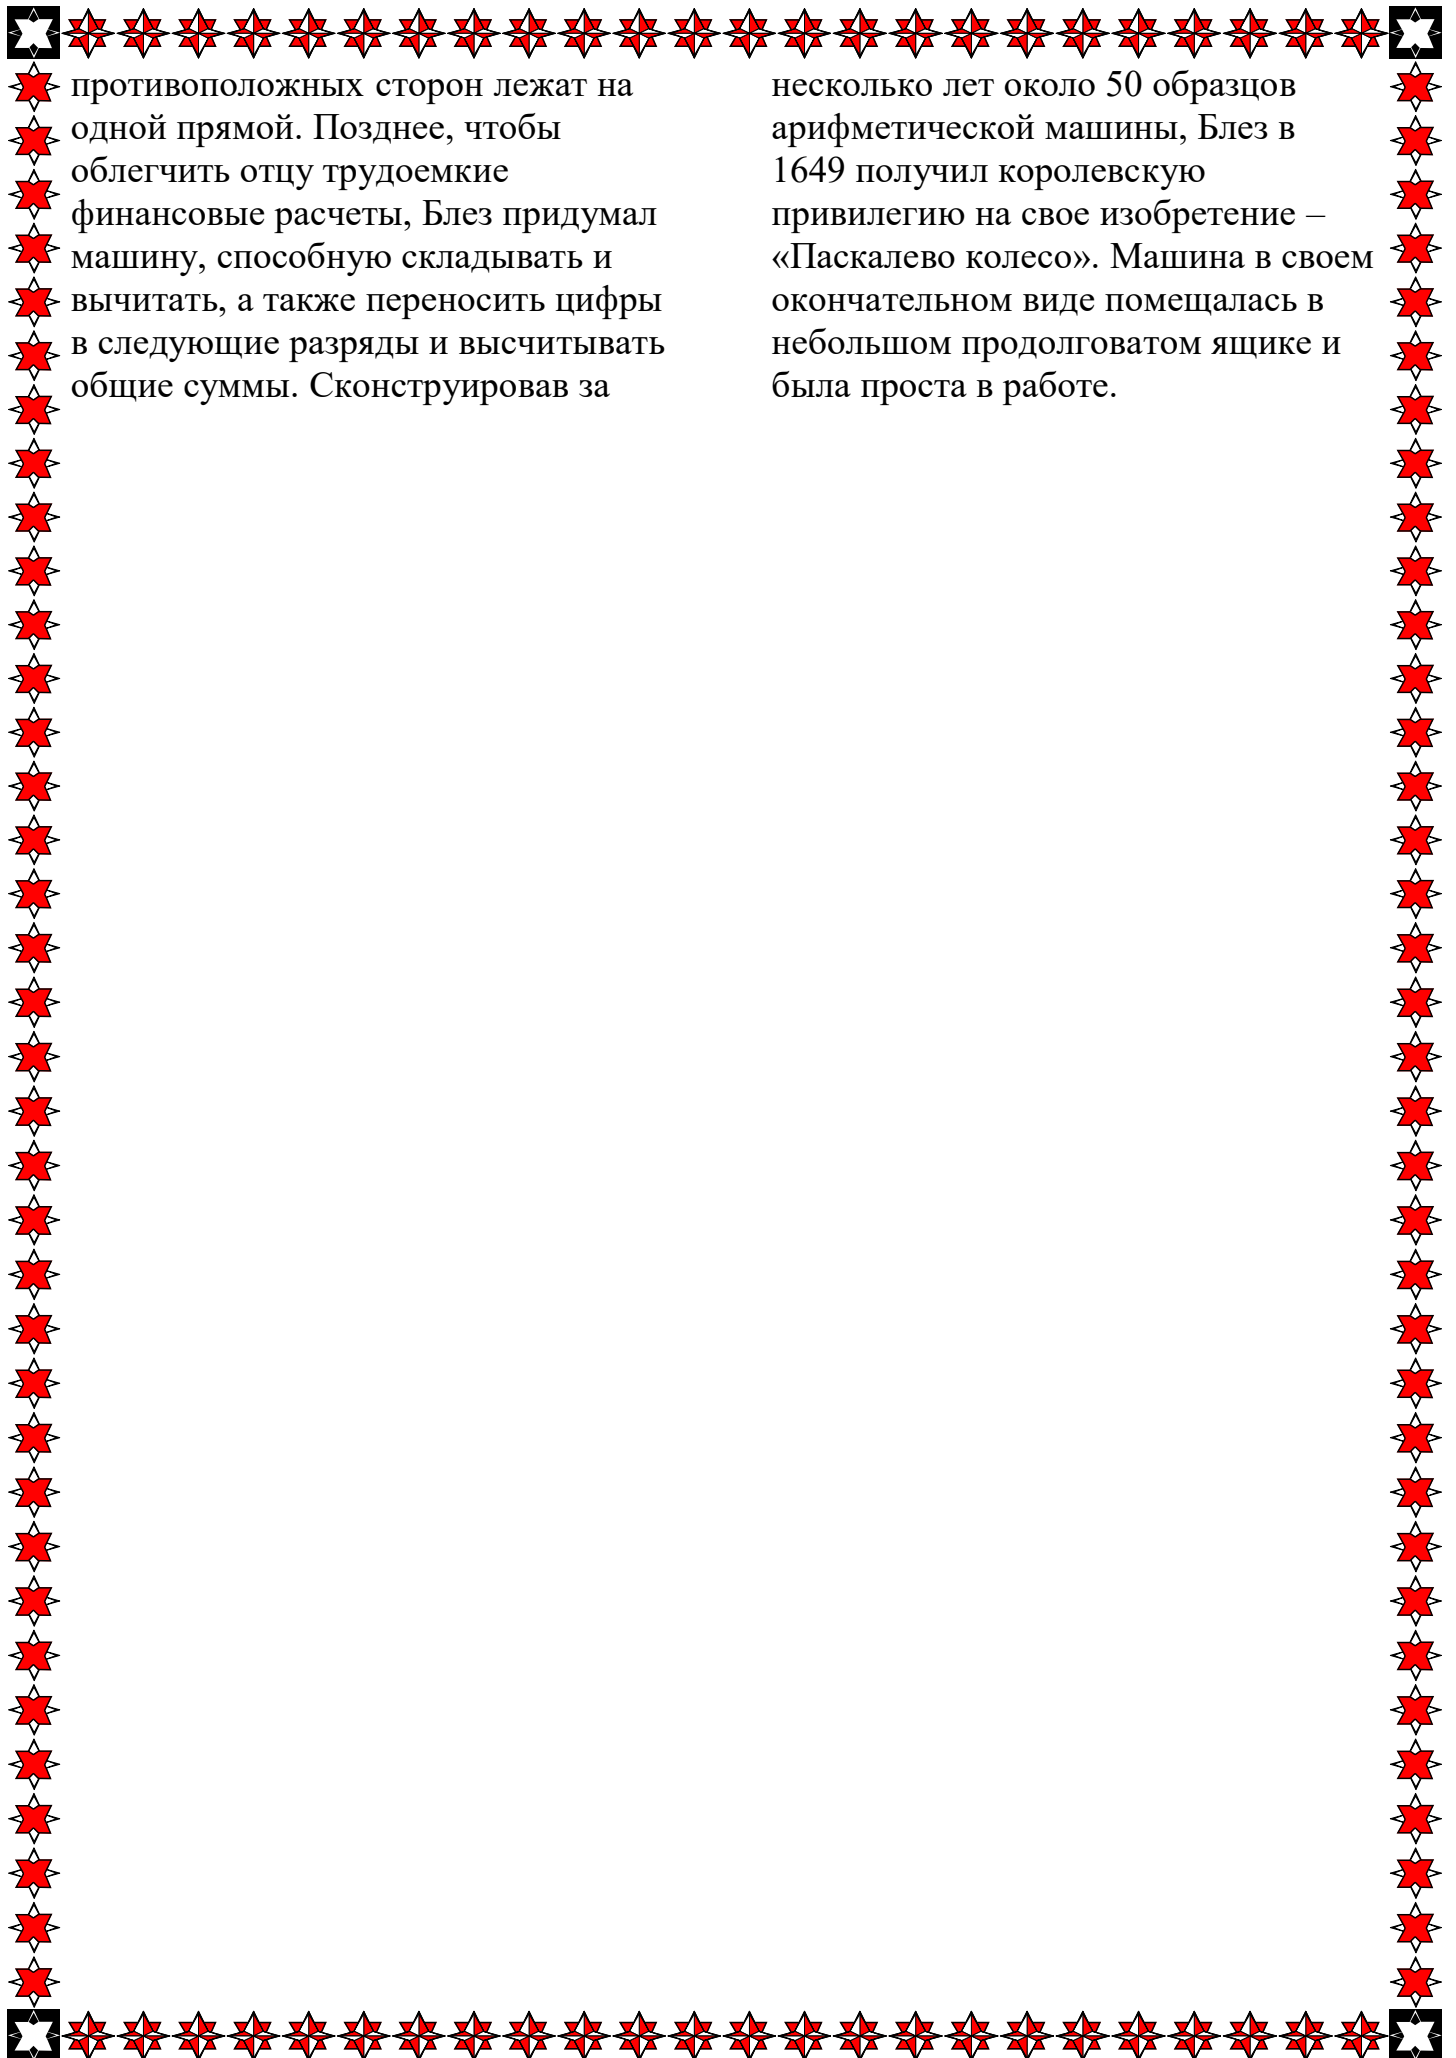 противоположных сторон лежат на
одной прямой. Позднее, чтобы
облегчить отцу трудоемкие
финансовые расчеты, Блез придумал
машину, способную складывать и
вычитать, а также переносить цифры
в следующие разряды и высчитывать
общие суммы. Сконструировав за
несколько лет около 50 образцов
арифметической машины, Блез в
1649 получил королевскую
привилегию на свое изобретение –
«Паскалево колесо». Машина в своем
окончательном виде помещалась в
небольшом продолговатом ящике и
была проста в работе.